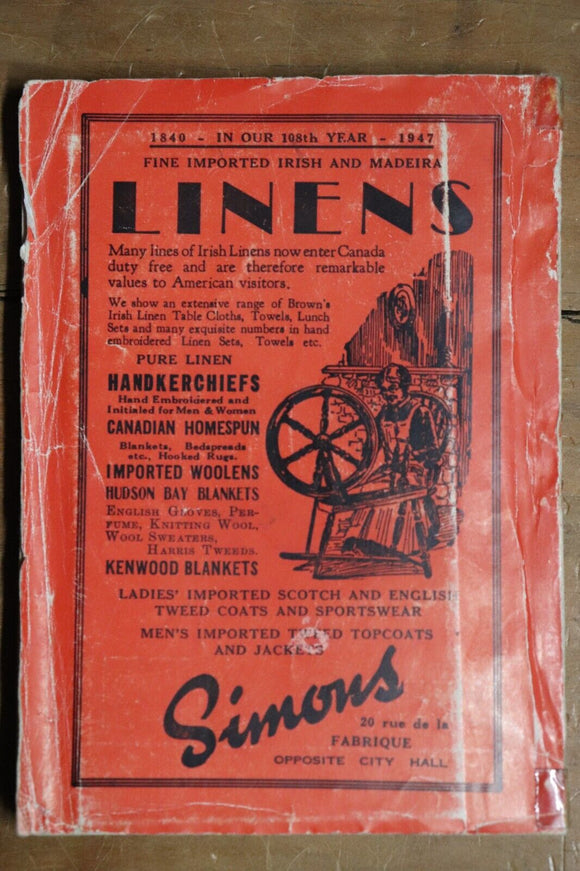 1840 - IN OUR 108th YEAR - 1947
FINE IMPORTED IRISH AND MADEIRA
LINENS
Many lines of Irish Linens now enter Canada
duty free and are therefore remarkable
values to American visitors.
We show an extensive range of Brown's
Irish Linen Table Cloths, Towels, Lunch
Sets and many exquisite numbers in hand
embroidered Linen Sets, Towels etc.
PURE LINEN
HANDKERCHIEFS
Hand Embroidered and
Initialed for Men & Women
CANADIAN HOMESPUN
Blankets, Bedspreads
etc., Hooked Rugs.
IMPORTED WOOLENS
HUDSON BAY BLANKETS
ENGLISH GLOVES, PER-
FUME, KNITTING WOOL,
WOOL SWEATERS,
HARRIS TWEEDS.
KENWOOD BLANKETS
LADIES' IMPORTED SCOTCH AND ENGLISH
TWEED COATS AND SPORTSWEAR
MEN'S IMPORTED TWEED TOPCOATS
AND JACKETS
Simons
20 rue de la
FABRIQUE
OPPOSITE CITY HALL